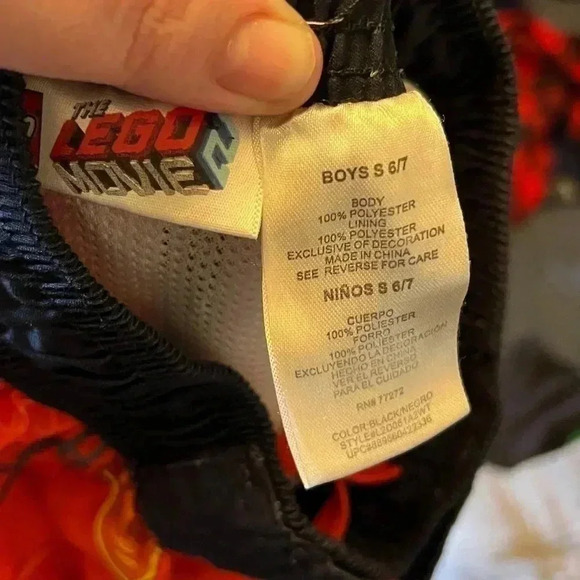 THE
LEGO
MOVIE
2
BOYS S 6/7
BODY
100% POLYESTER
LINING
100% POLYESTER
EXCLUSIVE OF DECORATION
MADE IN CHINA
SEE REVERSE FOR CARE
NIÑOS S 6/7
CUERPO
100% POLIESTER
FORRO
100% POLIESTER
EXCLUYENDO LA DECORACION
HECHO EN CHINA
VER EL REVERSO
PARA EL CUIDADO
RN# 77272
COLOR:BLACK/NEGRO